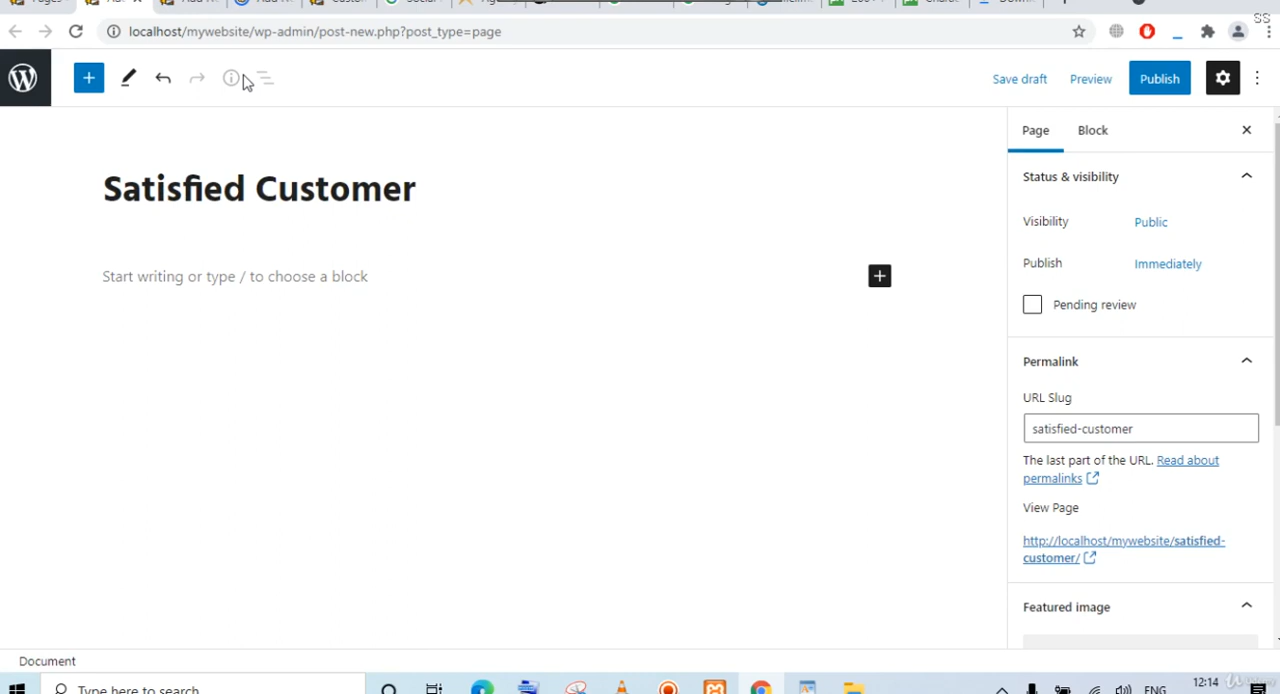 Pages
SS
localhost/mywebsite/wp-admin/post-new.php?post_type=page
Save draft
Preview
Publish
Satisfied Customer
Start writing or type / to choose a block
Page
Block
Status & visibility
Visibility
Public
Publish
Immediately
Pending review
Permalink
URL Slug
satisfied-customer
The last part of the URL. Read about
permalinks
View Page
http://localhost/mywebsite/satisfied-
customer/
Featured image
Document
Type here to search
ENG
12:14